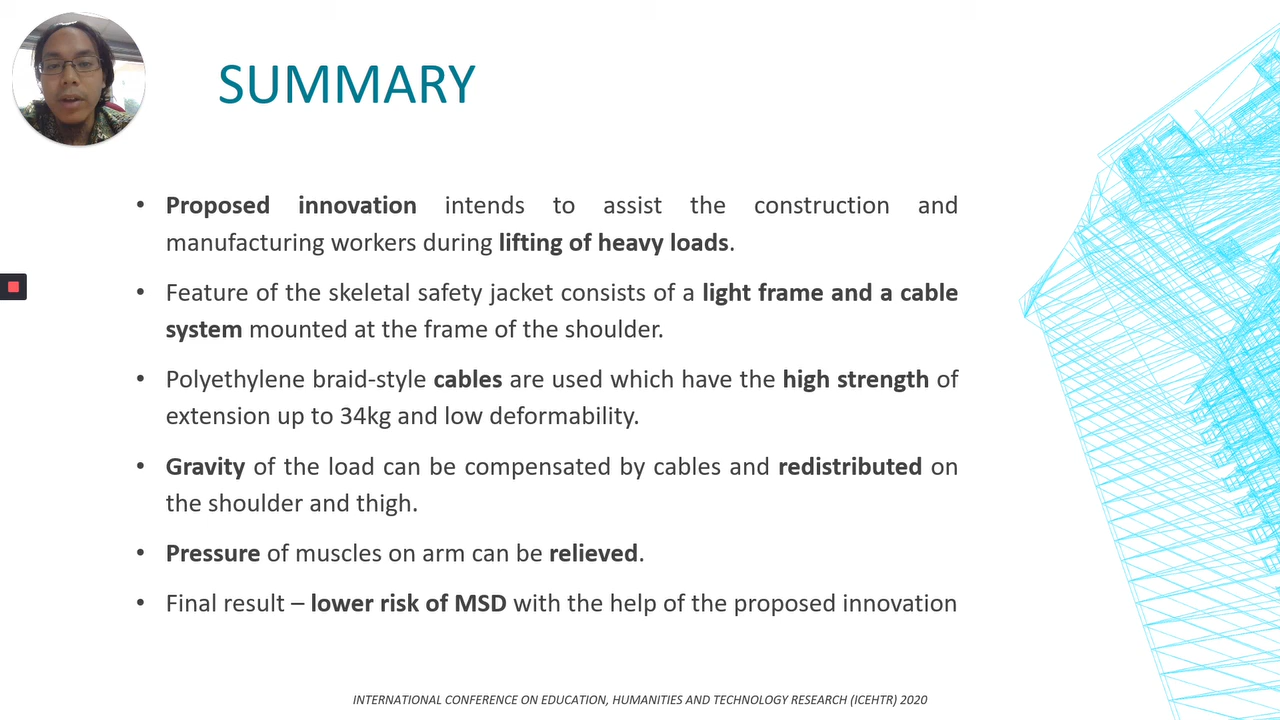 SUMMARY
• Proposed innovation intends to assist the construction and
manufacturing workers during lifting of heavy loads.
• Feature of the skeletal safety jacket consists of a light frame and a cable
system mounted at the frame of the shoulder.
• Polyethylene braid-style cables are used which have the high strength of
extension up to 34kg and low deformability.
• Gravity of the load can be compensated by cables and redistributed on
the shoulder and thigh.
• Pressure of muscles on arm can be relieved.
• Final result – lower risk of MSD with the help of the proposed innovation
INTERNATIONAL CONFERENCE ON EDUCATION, HUMANITIES AND TECHNOLOGY RESEARCH (ICEHTR) 2020